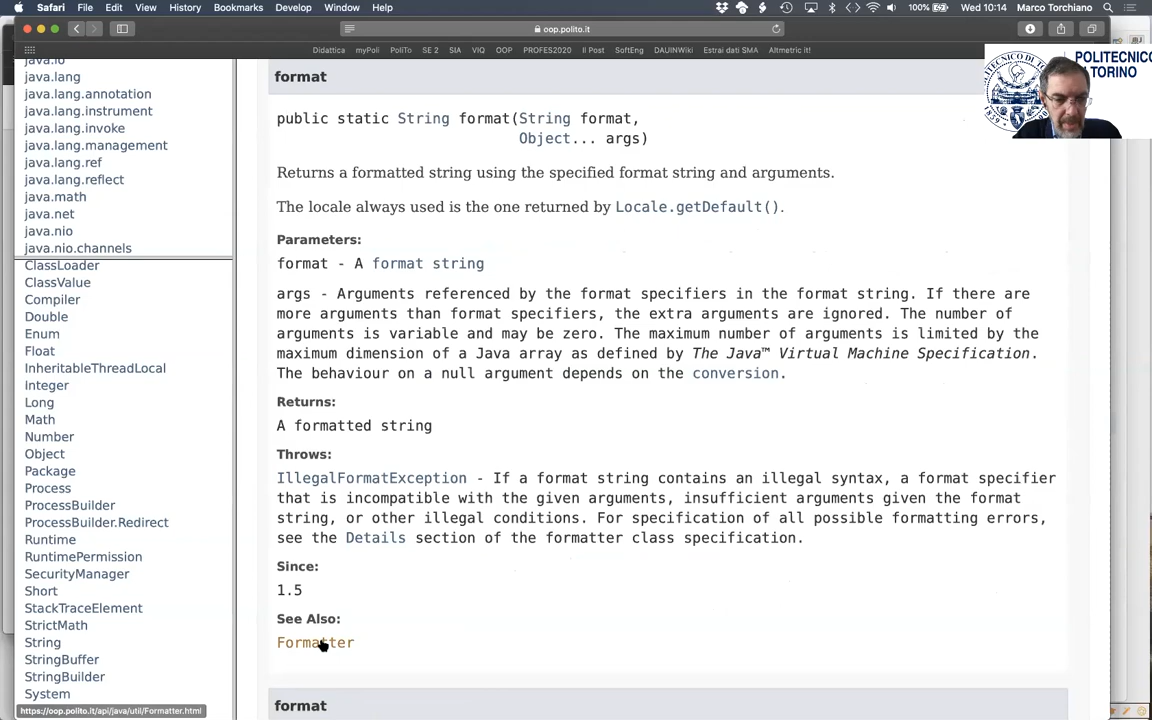 Safari File Edit View History Bookmarks Develop Window Help 100% Wed 10:14 Marco Torchiano
oop.polito.it
Didattica myPoli PoliTo SE 2 SIA VIQ OOP PROFES2020 Il Post SoftEng DAUINWiki Estrai dati SMA Altmetric it!
POLITECNICO
DI TORINO
java.io
java.lang
java.lang.annotation
java.lang.instrument
java.lang.invoke
java.lang.management
java.lang.ref
java.lang.reflect
java.math
java.net
java.nio
java.nio.channels
ClassLoader
ClassValue
Compiler
Double
Enum
Float
InheritableThreadLocal
Integer
Long
Math
Number
Object
Package
Process
ProcessBuilder
ProcessBuilder.Redirect
Runtime
RuntimePermission
SecurityManager
Short
StackTraceElement
StrictMath
String
StringBuffer
StringBuilder
System
https://oop.polito.it/api/java/util/Formatter.html
format
public static String format(String format,
Object... args)
Returns a formatted string using the specified format string and arguments.
The locale always used is the one returned by Locale.getDefault().
Parameters:
format - A format string
args - Arguments referenced by the format specifiers in the format string. If there are
more arguments than format specifiers, the extra arguments are ignored. The number of
arguments is variable and may be zero. The maximum number of arguments is limited by the
maximum dimension of a Java array as defined by The Java™ Virtual Machine Specification.
The behaviour on a null argument depends on the conversion.
Returns:
A formatted string
Throws:
IllegalFormatException - If a format string contains an illegal syntax, a format specifier
that is incompatible with the given arguments, insufficient arguments given the format
string, or other illegal conditions. For specification of all possible formatting errors,
see the Details section of the formatter class specification.
Since:
1.5
See Also:
Formatter
format